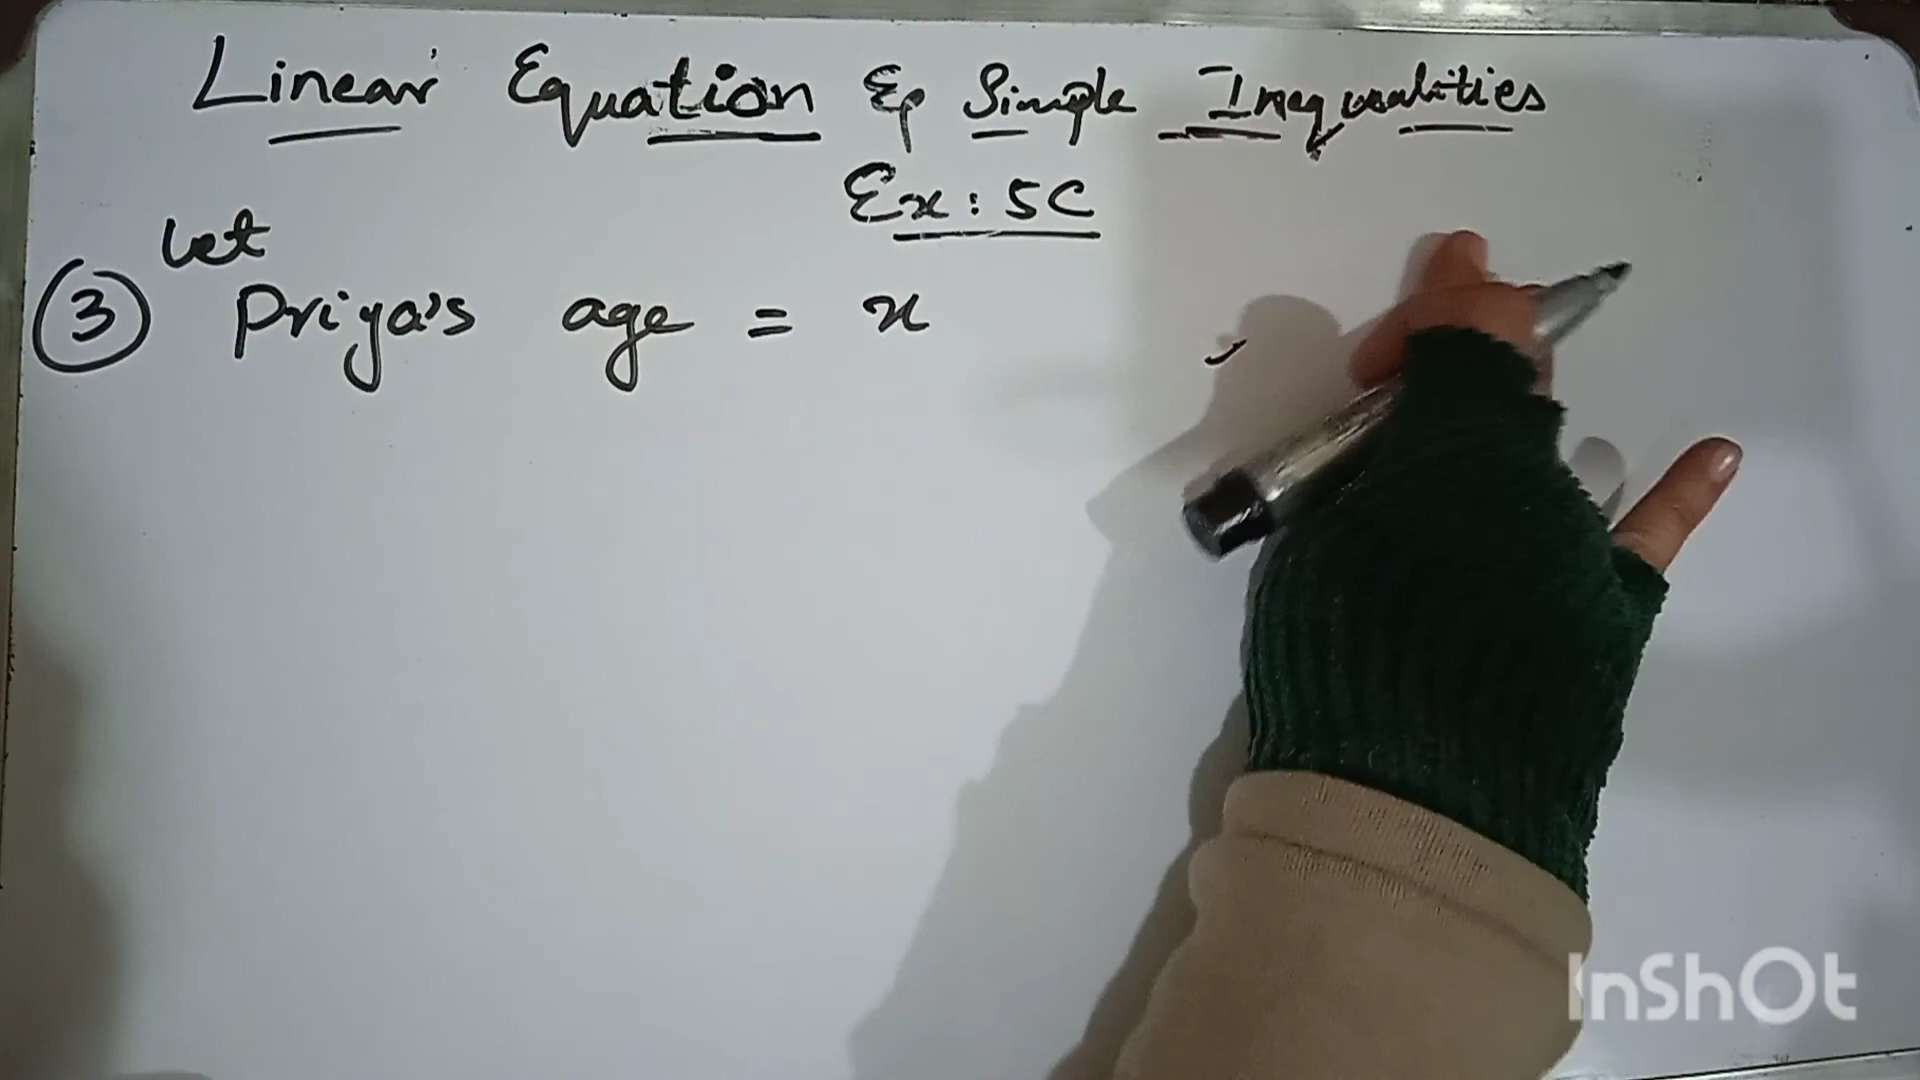 Linear Equation & Simple Inequalities
Ex: 5C
Let
③ Priya's age = x
InShOt